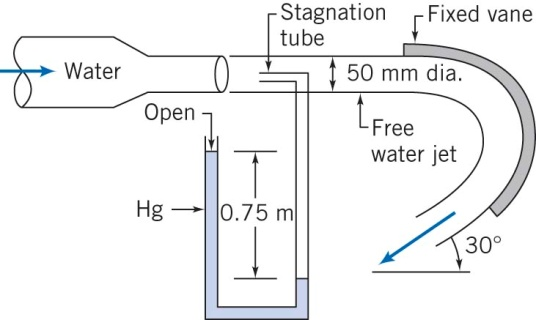 Stagnation
tube
Fixed vane
Water
50 mm dia.
Open
Free
water jet
Hg
0.75 m
30°